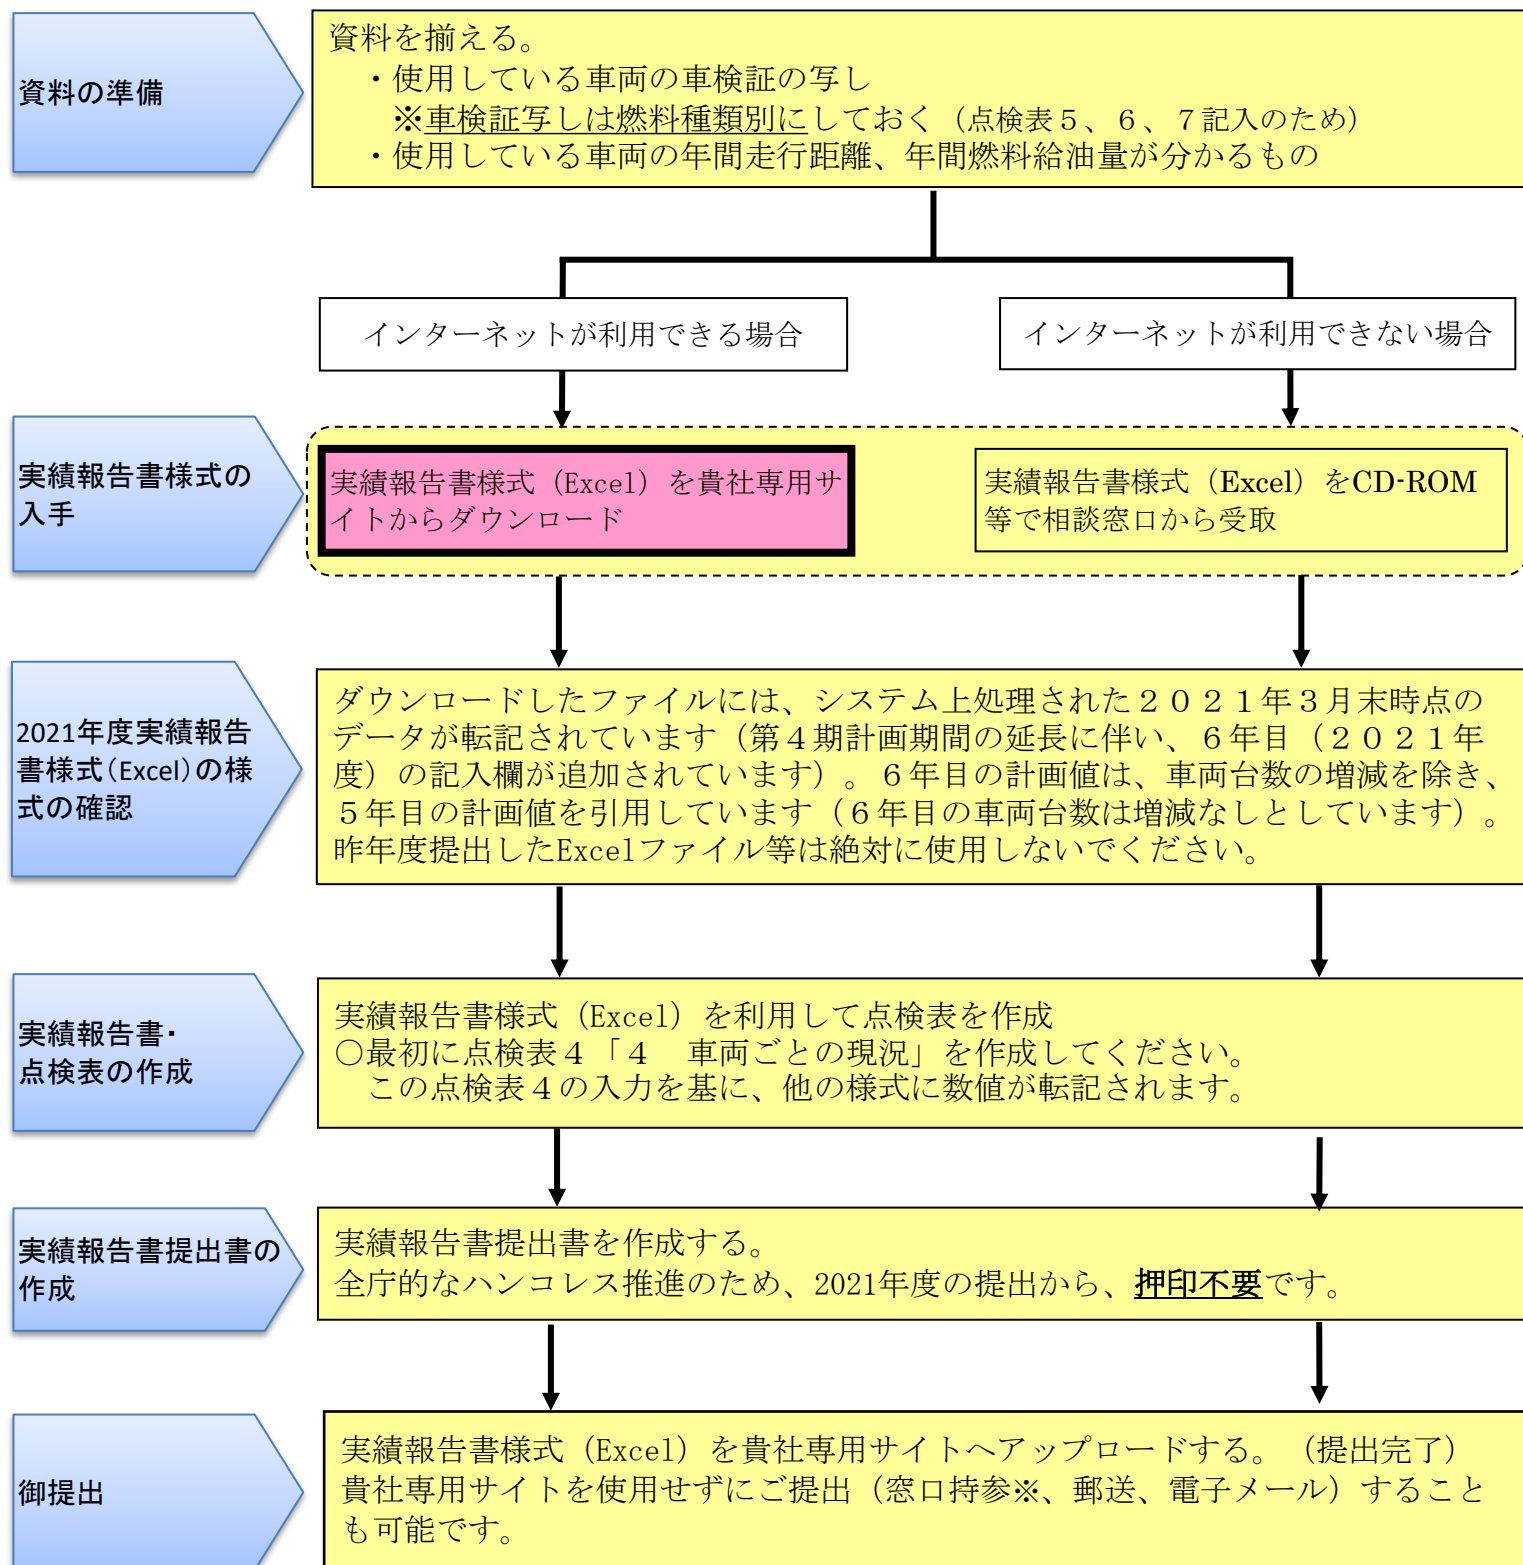 資料の準備
資料を揃える。
・使用している車両の車検証の写し
※車検証写しは燃料種類別にしておく（点検表５、６、７記入のため）
・使用している車両の年間走行距離、年間燃料給油量が分かるもの
インターネットが利用できる場合
インターネットが利用できない場合
実績報告書様式の
入手
実績報告書様式（Excel）を貴社専用サ
イトからダウンロード
実績報告書様式（Excel）をCD-ROM
等で相談窓口から受取
2021年度実績報告
書様式(Excel)の様
式の確認
ダウンロードしたファイルには、システム上処理された２０２１年３月末時点の
データが転記されています（第４期計画期間の延長に伴い、６年目（２０２１年
度）の記入欄が追加されています）。６年目の計画値は、車両台数の増減を除き、
５年目の計画値を引用しています（６年目の車両台数は増減なしとしています）。
昨年度提出したExcelファイル等は絶対に使用しないでください。
実績報告書・
点検表の作成
実績報告書様式（Excel）を利用して点検表を作成
○最初に点検表４「４　車両ごとの現況」を作成してください。
この点検表４の入力を基に、他の様式に数値が転記されます。
実績報告書提出書の
作成
実績報告書提出書を作成する。
全庁的なハンコレス推進のため、2021年度の提出から、押印不要です。
御提出
実績報告書様式（Excel）を貴社専用サイトへアップロードする。（提出完了）
貴社専用サイトを使用せずにご提出（窓口持参※、郵送、電子メール）すること
も可能です。